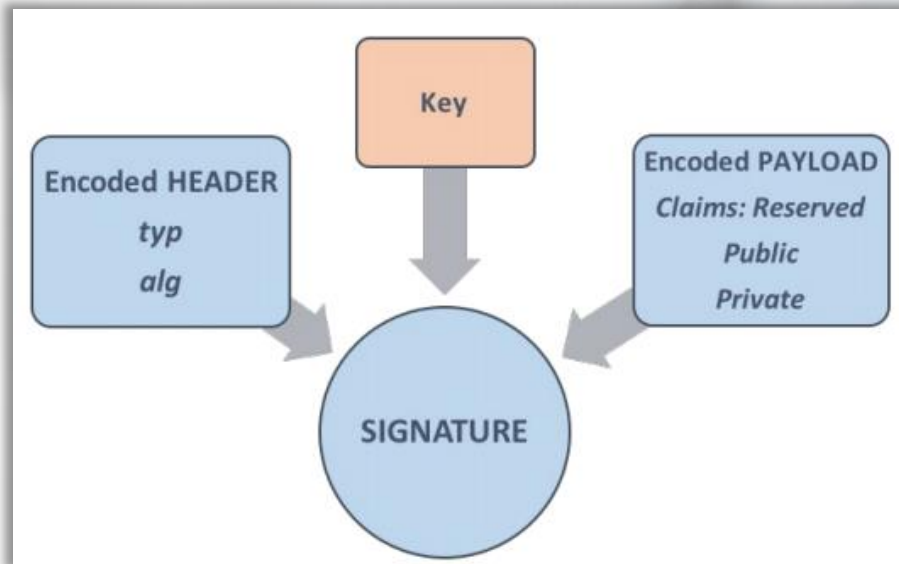 Key
Encoded HEADER
typ
alg
Encoded PAYLOAD
Claims: Reserved
Public
Private
SIGNATURE